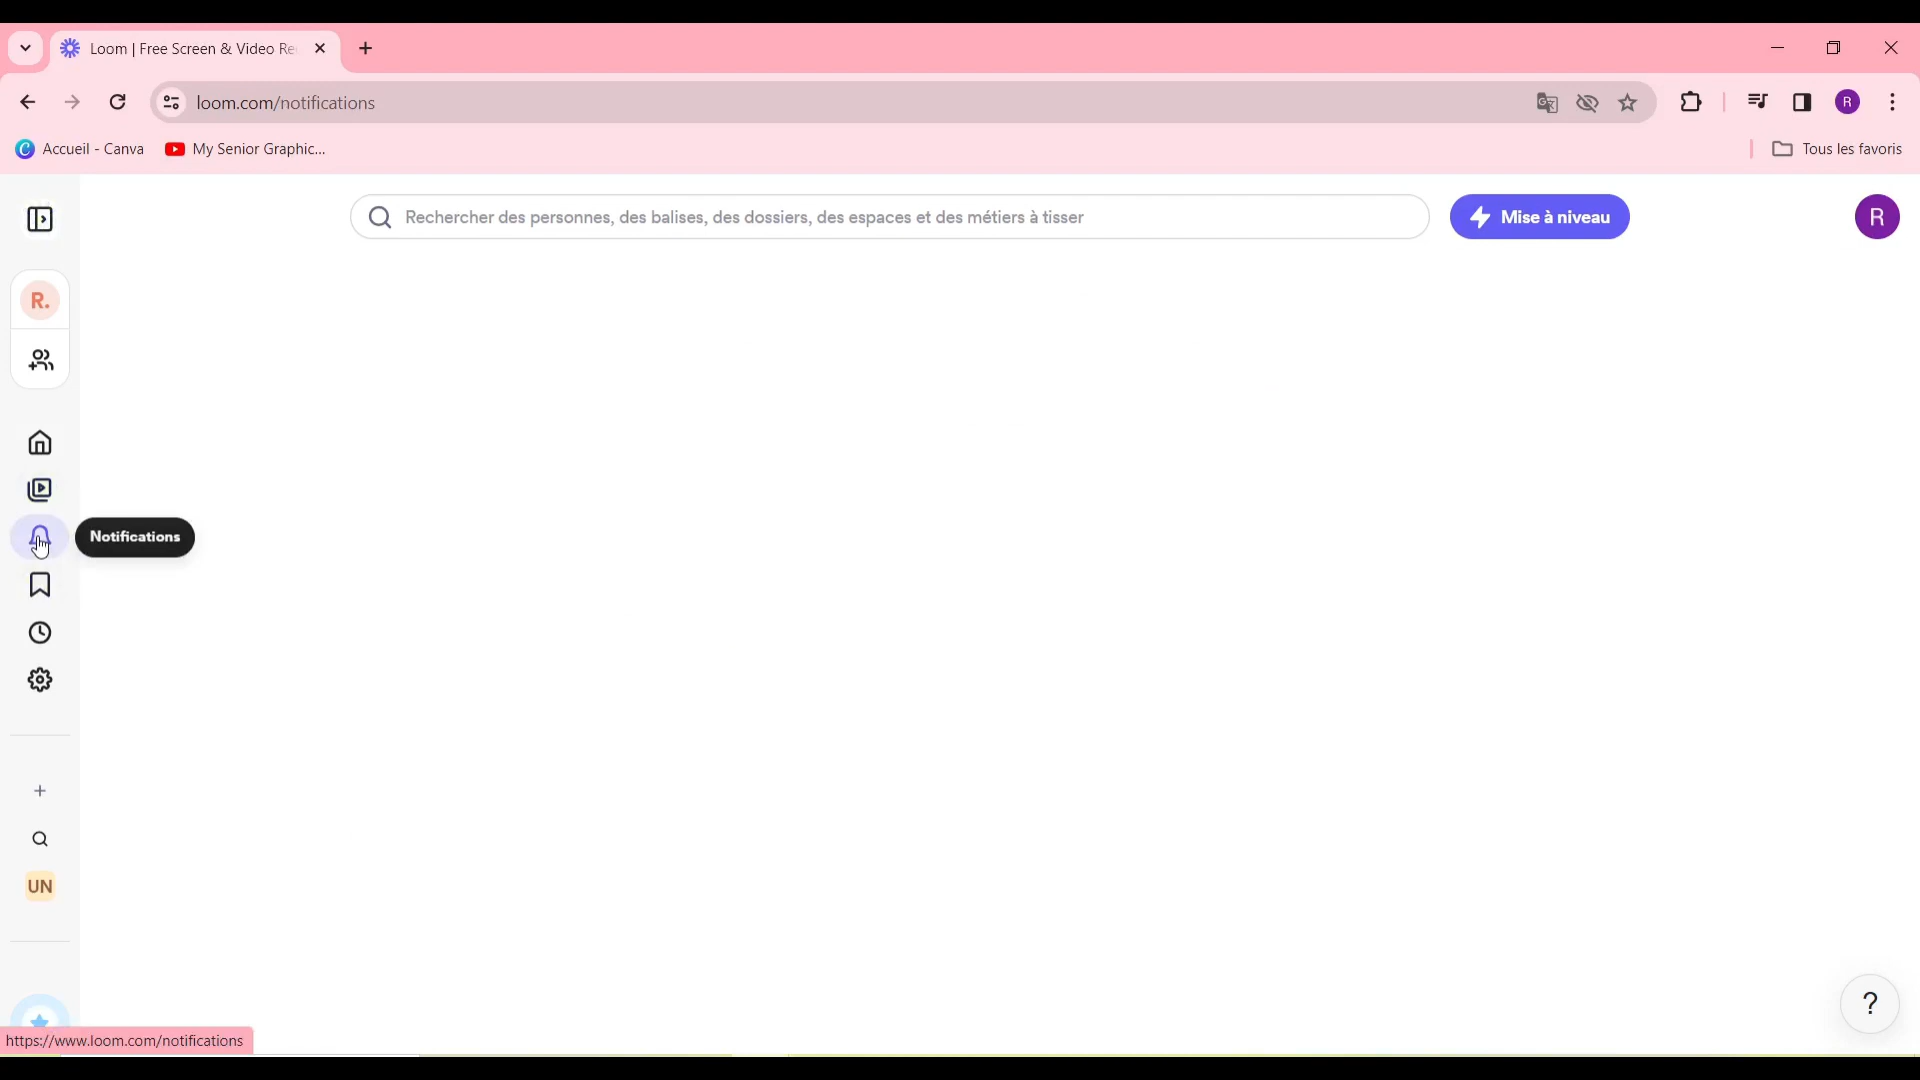 Loom | Free Screen & Video Re
loom.com/notifications
Accueil - Canva
My Senior Graphic...
Tous les favoris
Rechercher des personnes, des balises, des dossiers, des espaces et des métiers à tisser
Mise à niveau
R
R
R.
Notifications
UN
?
https://www.loom.com/notifications